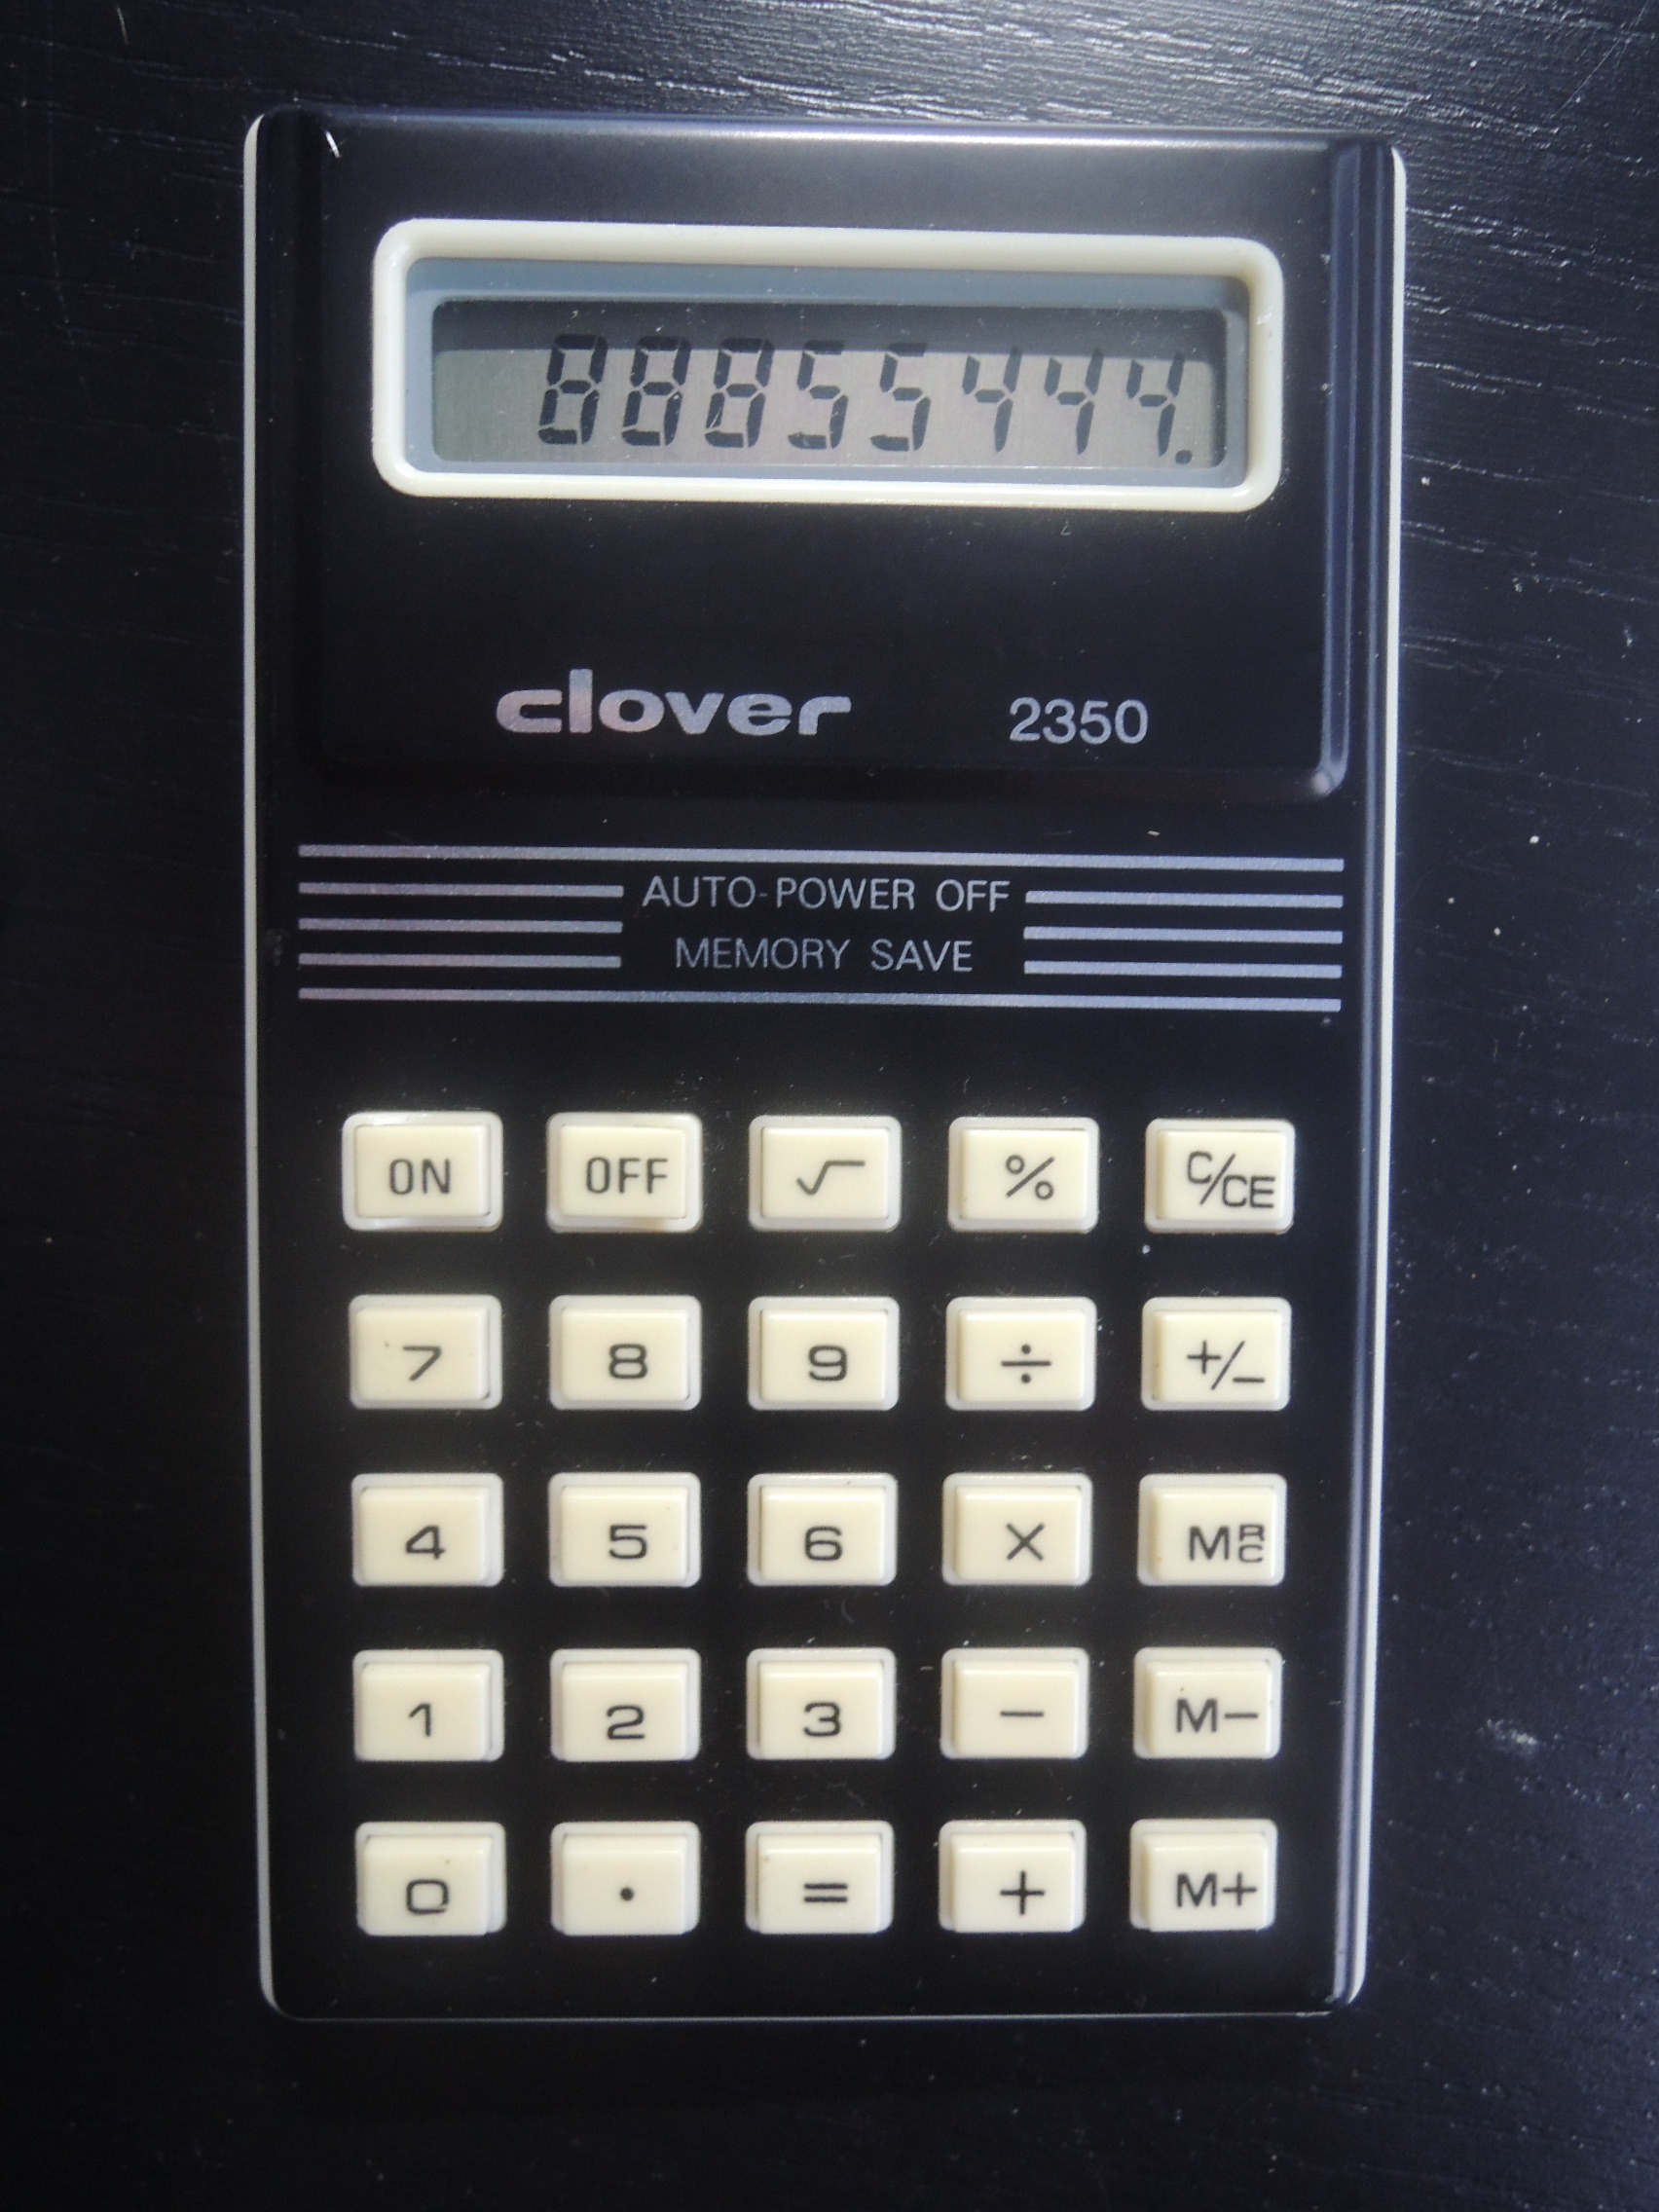 88855444.
clover 2350
AUTO-POWER OFF
MEMORY SAVE
ON OFF √ % C/CE
7 8 9 ÷ +/−
4 5 6 × MRC
1 2 3 − M−
0 . = + M+